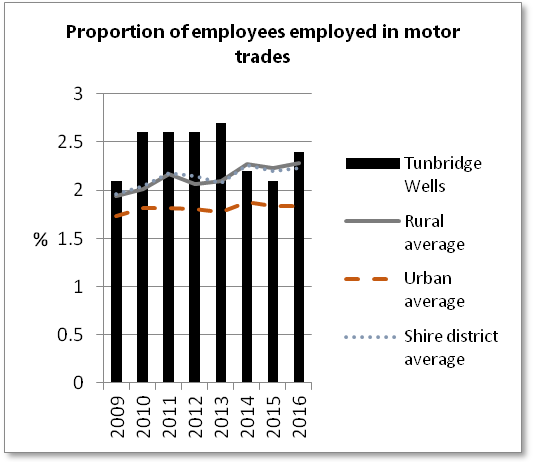 Proportion of employees employed in motor
trades
3
2.5
2
1.5
1
0.5
0
%
2009
2010
2011
2012
2013
2014
2015
2016
Tunbridge
Wells
Rural
average
Urban
average
Shire district
average